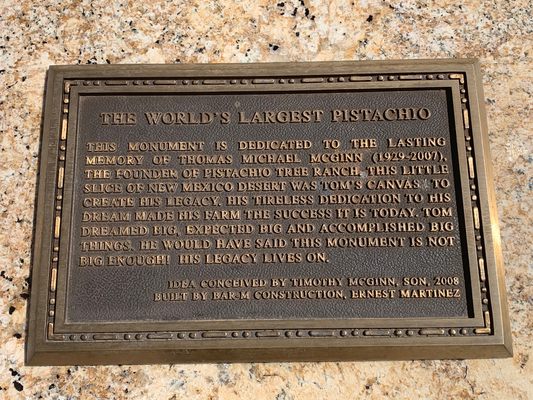 THE WORLD'S LARGEST PISTACHIO
THIS MONUMENT IS DEDICATED TO THE LASTING
MEMORY OF THOMAS MICHAEL MCGINN (1929-2007),
THE FOUNDER OF PISTACHIO TREE RANCH. THIS LITTLE
SLICE OF NEW MEXICO DESERT WAS TOM'S CANVAS, TO
CREATE HIS LEGACY. HIS TIRELESS DEDICATION TO HIS
DREAM MADE HIS FARM THE SUCCESS IT IS TODAY. TOM
DREAMED BIG, EXPECTED BIG AND ACCOMPLISHED BIG
THINGS. HE WOULD HAVE SAID THIS MONUMENT IS NOT
BIG ENOUGH! HIS LEGACY LIVES ON.
IDEA CONCEIVED BY TIMOTHY MCGINN, SON, 2008
BUILT BY BAR M CONSTRUCTION, ERNEST MARTINEZ